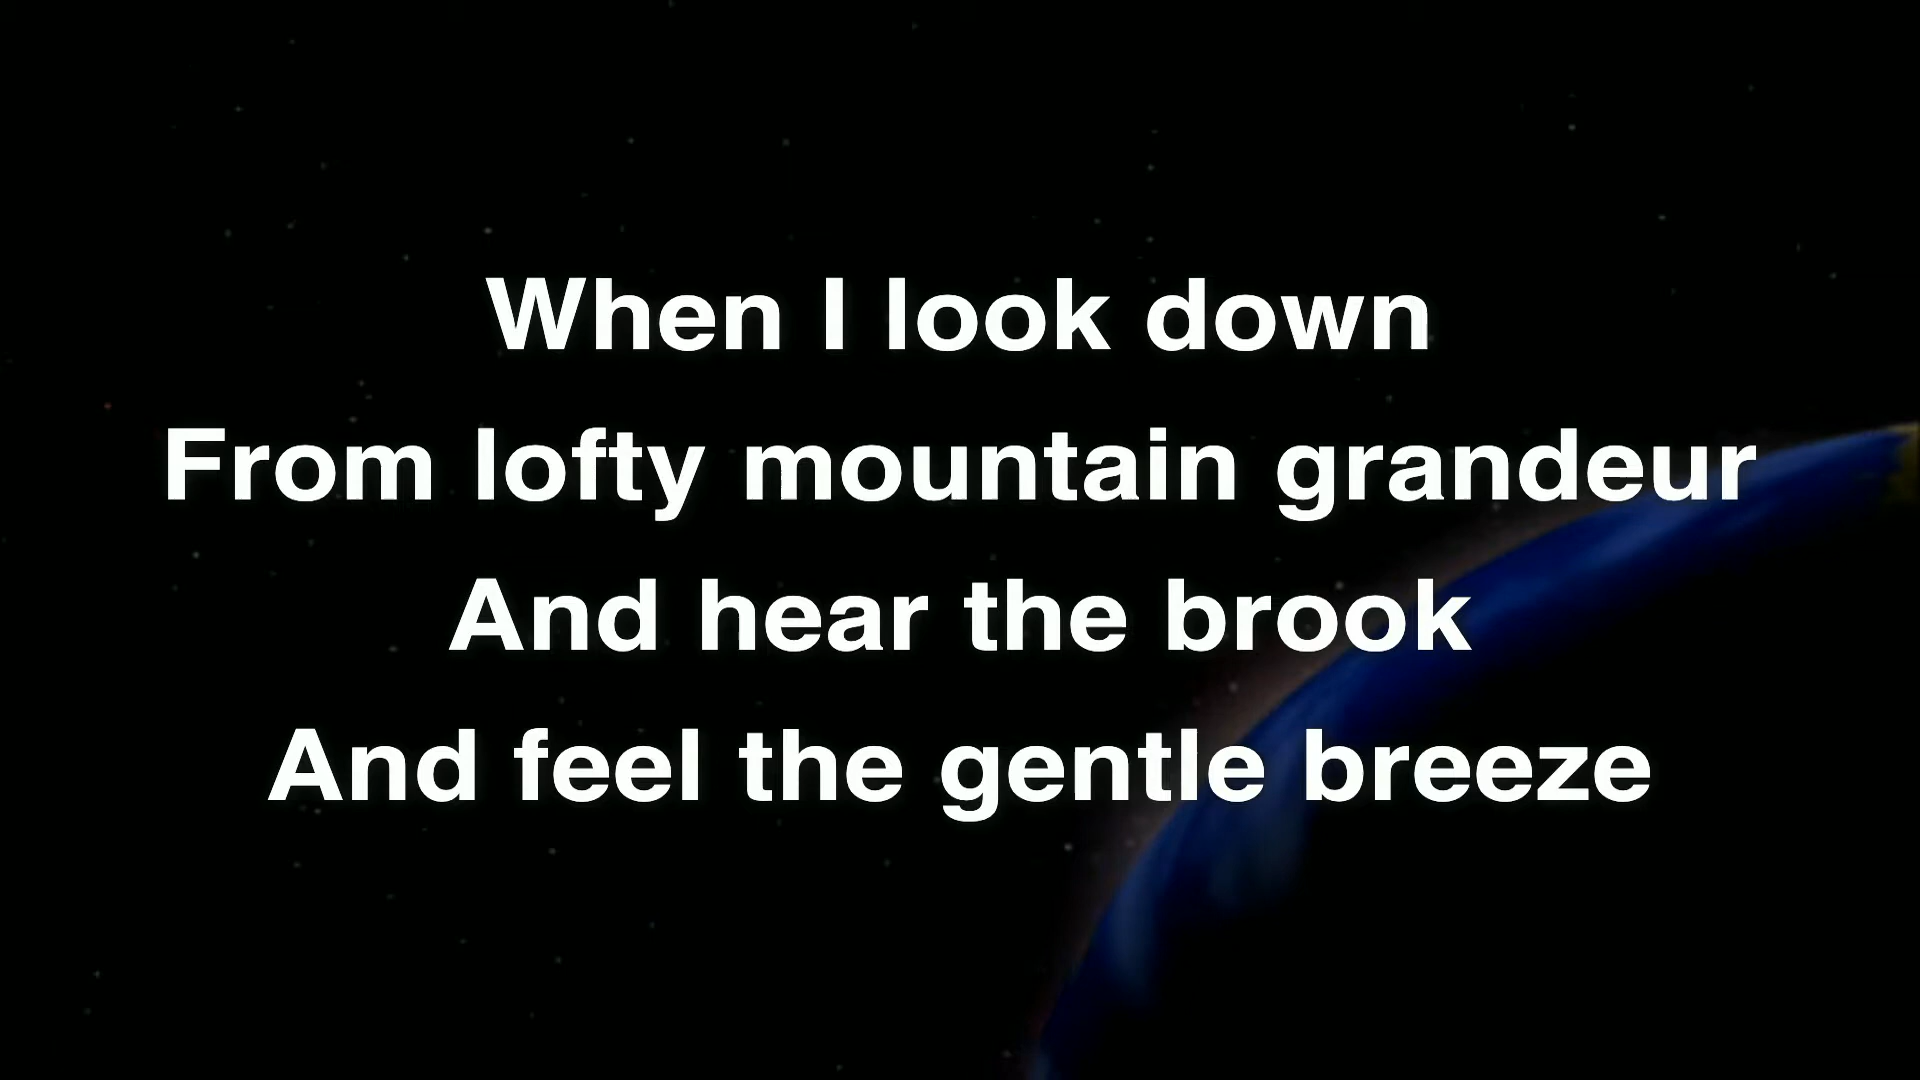 When I look down
From lofty mountain grandeur
And hear the brook
And feel the gentle breeze